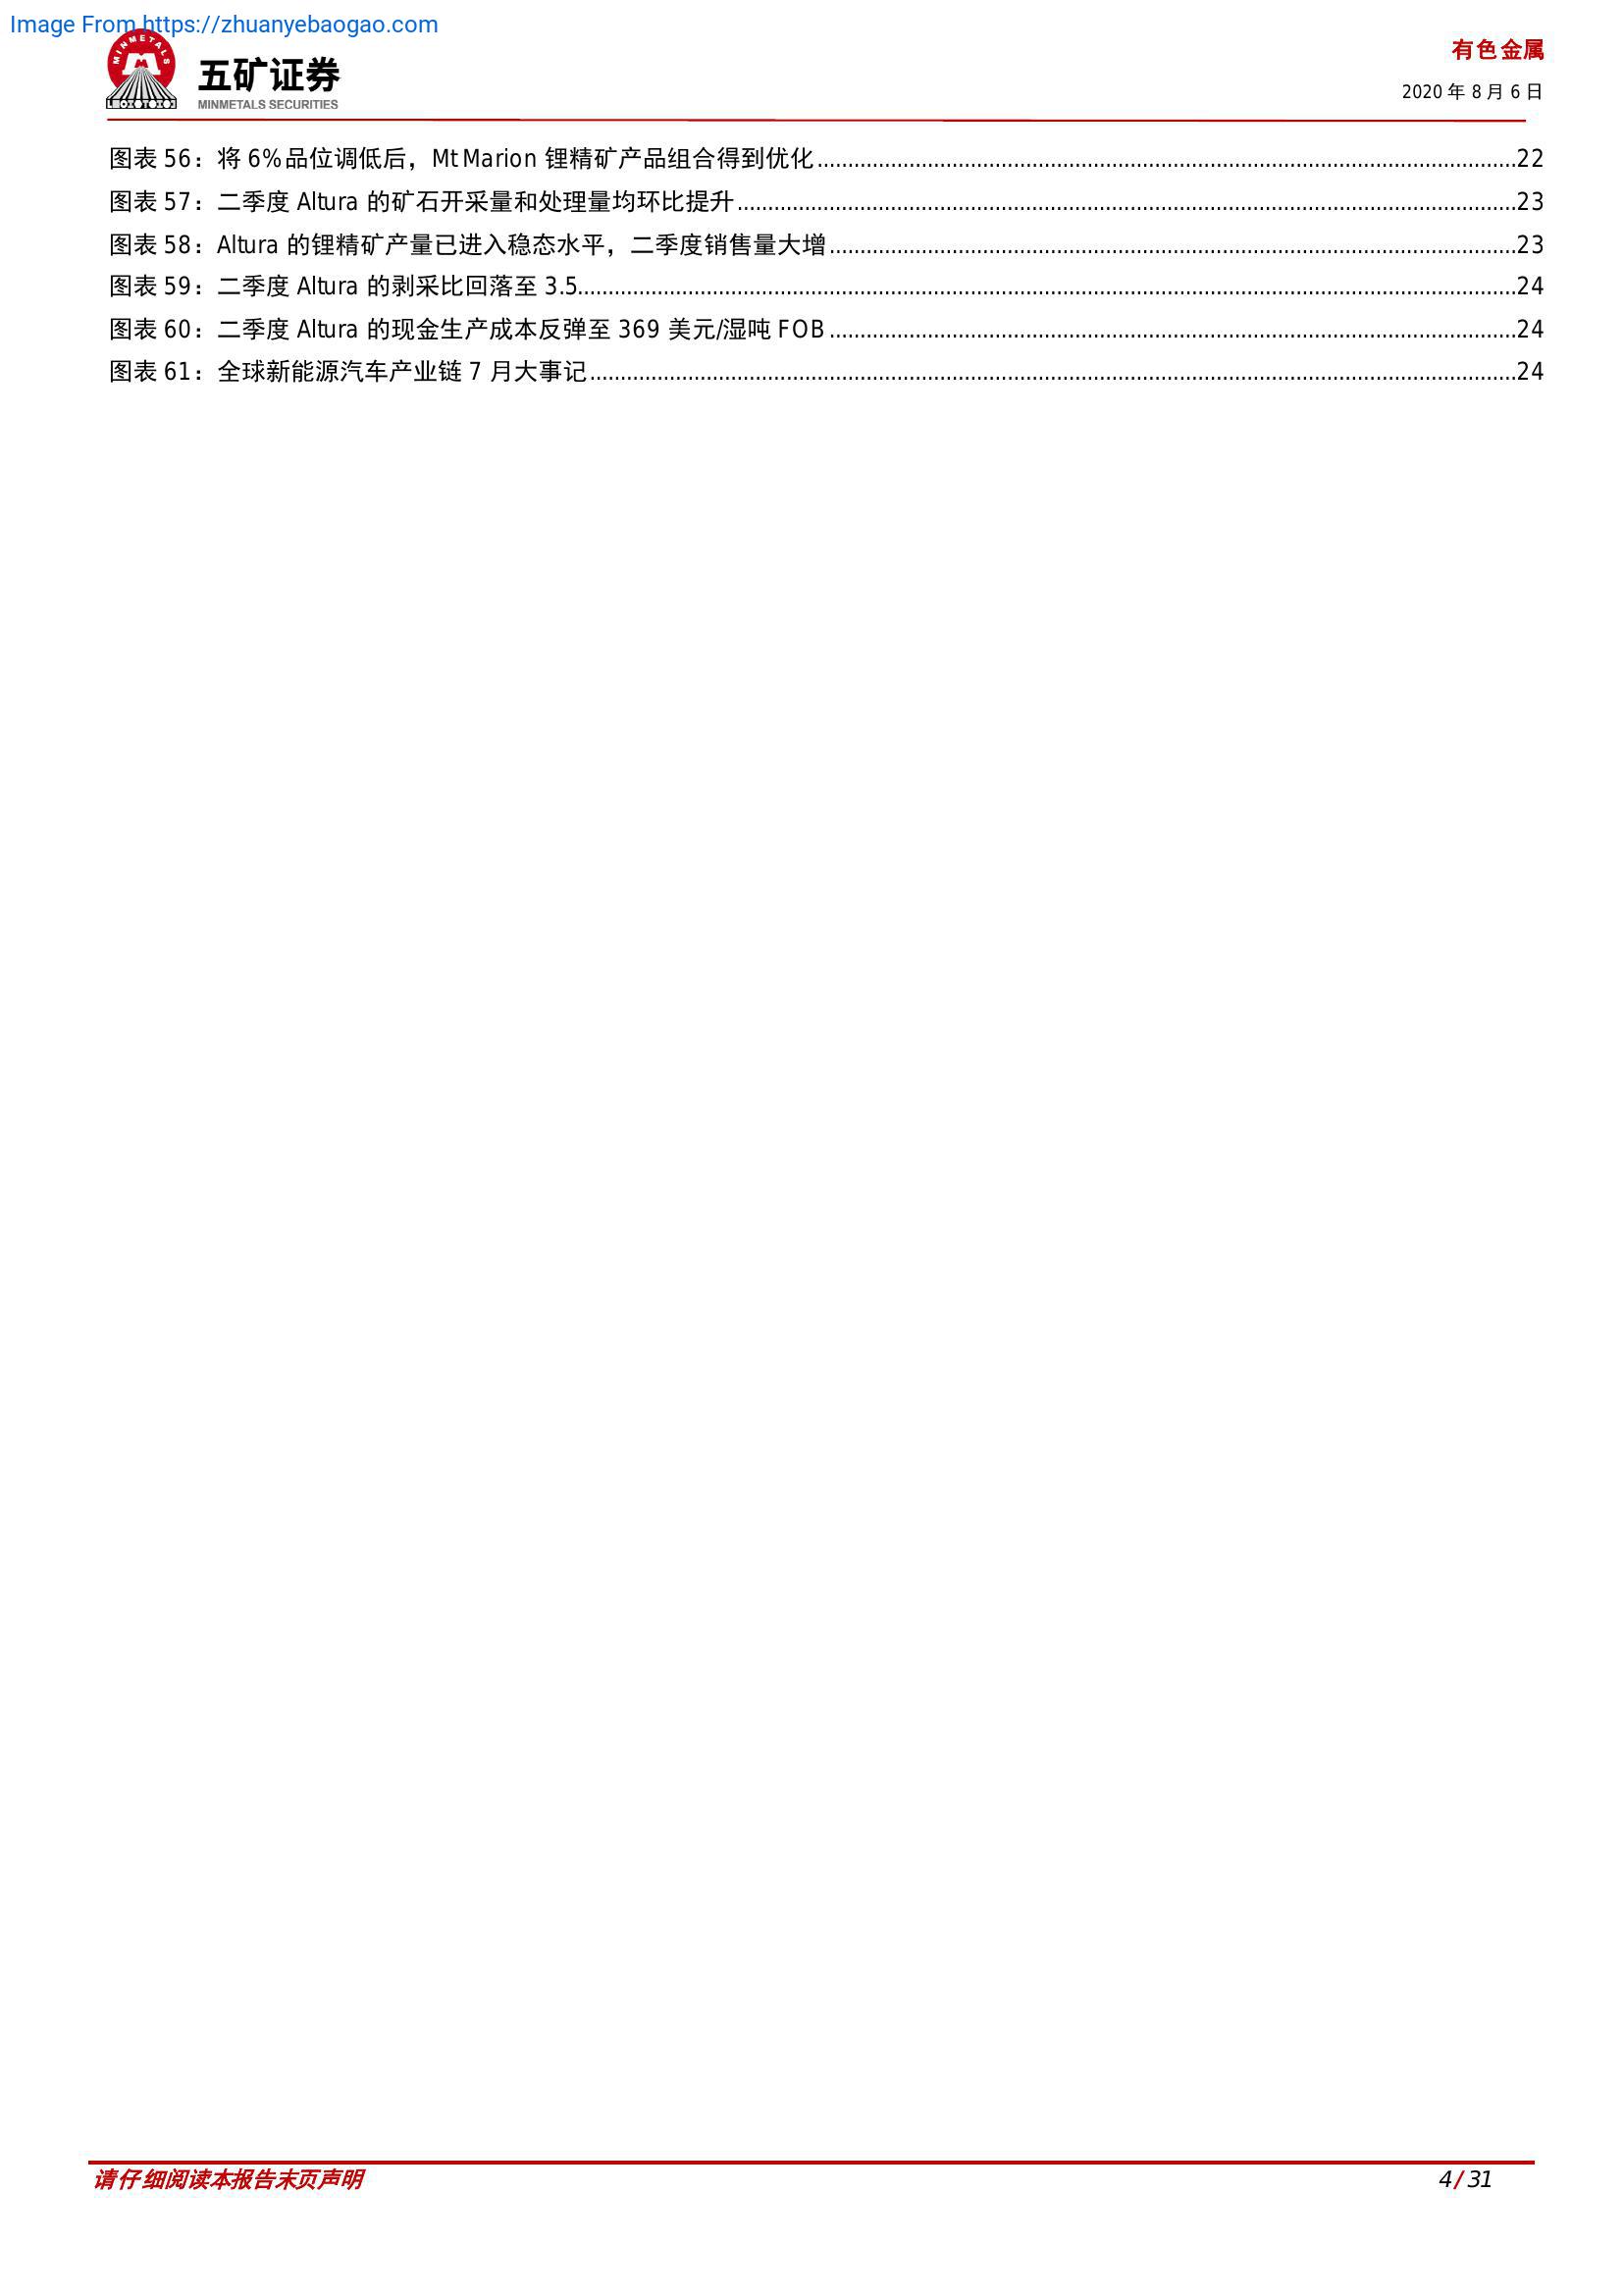 Image From https://zhuanyebaogao.com
MINMETALS
五矿证券
MINMETALS SECURITIES
有色金属
2020 年 8 月 6 日
图表 56：将 6%品位调低后，Mt Marion 锂精矿产品组合得到优化 22
图表 57：二季度 Altura 的矿石开采量和处理量均环比提升 23
图表 58：Altura 的锂精矿产量已进入稳态水平，二季度销售量大增 23
图表 59：二季度 Altura 的剥采比回落至 3.5 24
图表 60：二季度 Altura 的现金生产成本反弹至 369 美元/湿吨 FOB 24
图表 61：全球新能源汽车产业链 7 月大事记 24
请仔细阅读本报告末页声明
4 / 31